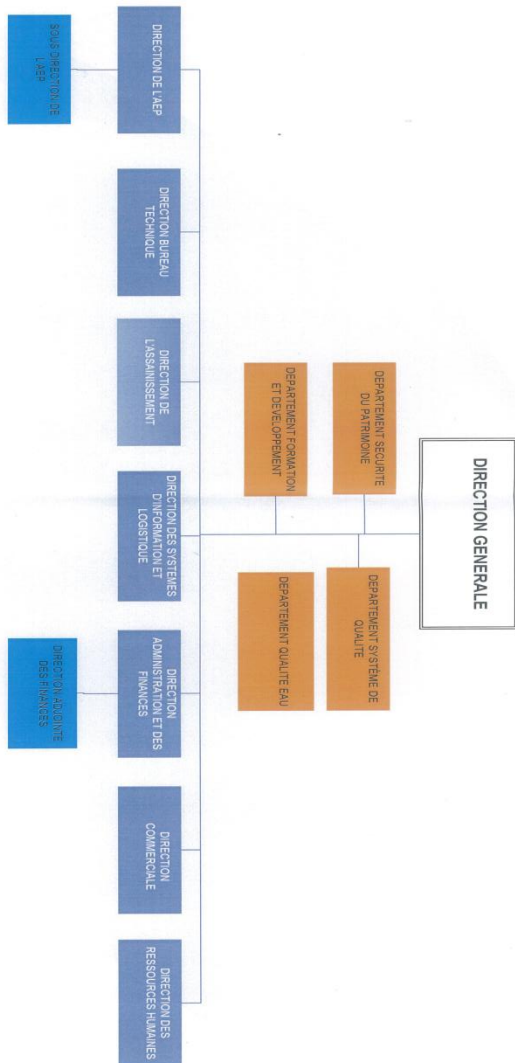 DIRECTION GENERALE
DEPARTEMENT SECURITE
DU PATRIMOINE
DEPARTEMENT SYSTÈME DE
QUALITE
DEPARTEMENT FORMATION
ET DEVELOPPEMENT
DEPARTEMENT QUALITE EAU
DIRECTION DE L'AEP
DIRECTION BUREAU
TECHNIQUE
DIRECTION DE
L'ASSAINISSEMENT
DIRECTION DES SYSTEMES
D'INFORMATION ET
LOGISTIQUE
DIRECTION
ADMINISTRATION ET DES
FINANCES
DIRECTION
COMMERCIALE
DIRECTION DES
RESSOURCES HUMAINES
SOUS DIRECTION DE
L'AEP
DIRECTION ADJOINTE
DES FINANCES